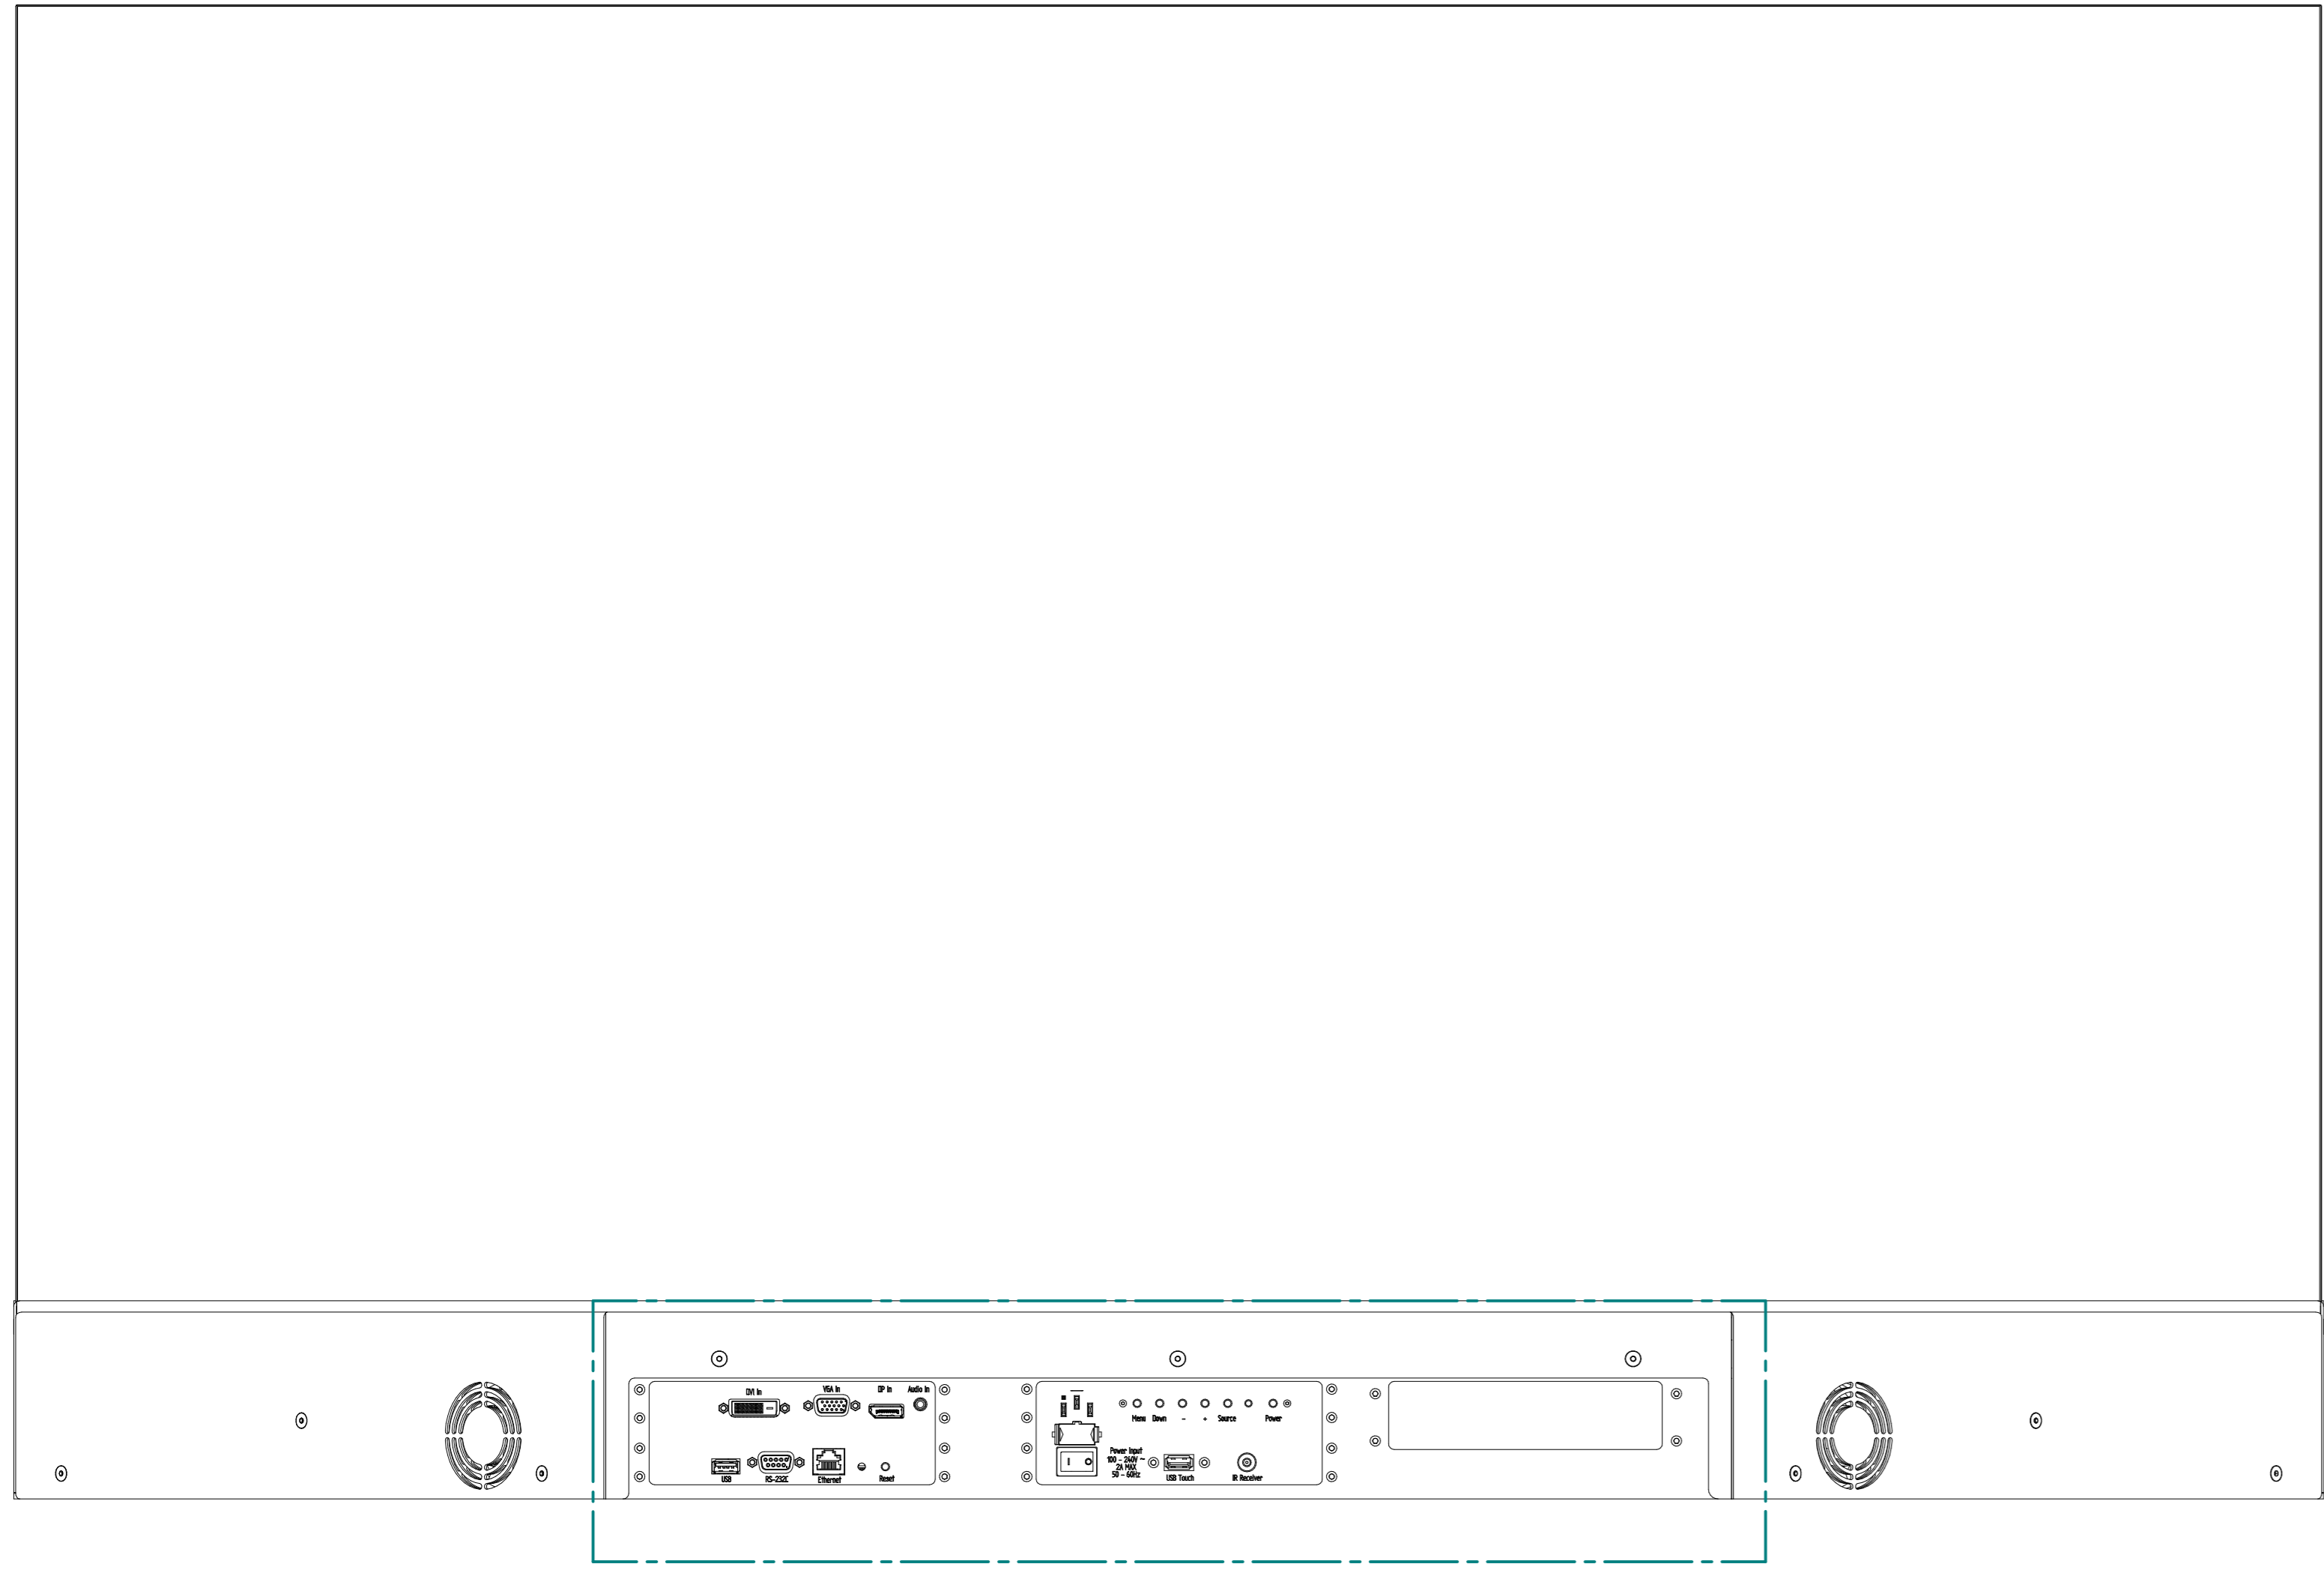 DVI In
VGA In
DP In
Audio In
USB
RS-232C
Ethernet
Reset
Menu
Down
-
+
Source
Power
Power Input
100 - 240V ~
2A MAX
50 - 60Hz
USB Touch
IR Receiver